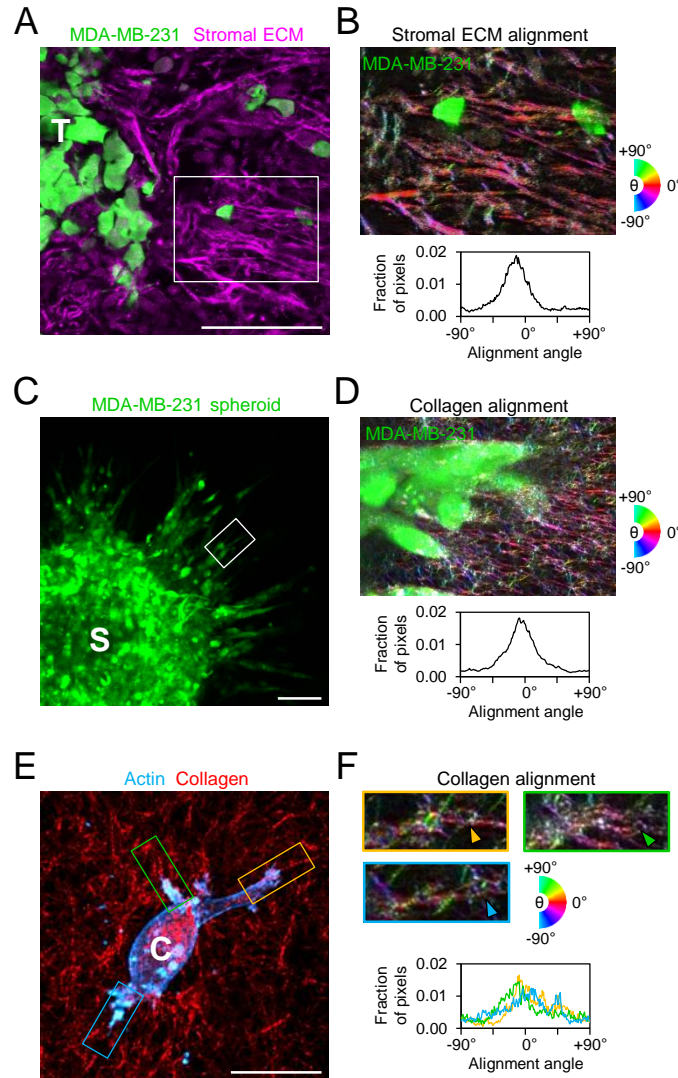 A
MDA-MB-231 Stromal ECM
T
B
Stromal ECM alignment
MDA-MB-231
+90°
θ 0°
-90°
Fraction
of pixels
0.02
0.01
0.00
-90° 0° +90°
Alignment angle
C
MDA-MB-231 spheroid
S
D
Collagen alignment
MDA-MB-231
+90°
θ 0°
-90°
Fraction
of pixels
0.02
0.01
0.00
-90° 0° +90°
Alignment angle
E
Actin Collagen
C
F
Collagen alignment
+90°
θ 0°
-90°
Fraction
of pixels
0.02
0.01
0.00
-90° 0° +90°
Alignment angle